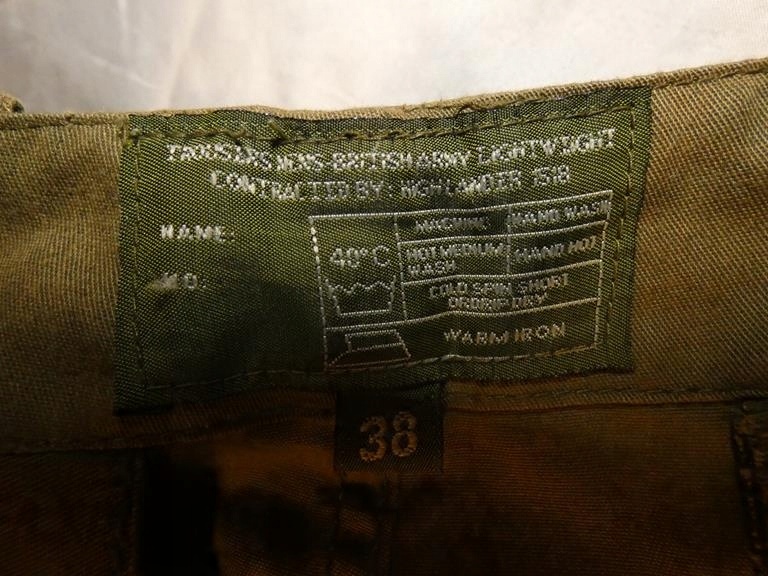 TROUSERS MENS BRITISH ARMY LIGHTWEIGHT
CONTRACTED BY: HIGHLANDER 1518
NAME:
NO:
40°C
MACHINE HAND WASH
HOT MEDIUM WASH HAND HOT
COLD SPIN SHORT
OR DRIP DRY
WARM IRON
38